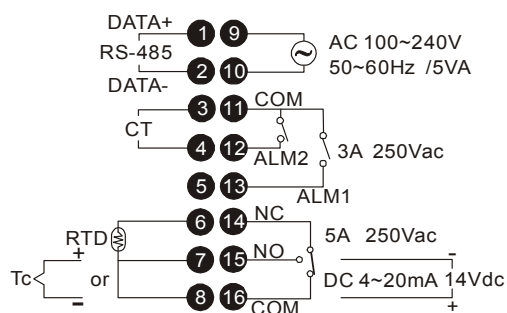 DATA+
1 9
RS-485
AC 100~240V
2 10
50~60Hz /5VA
DATA-
3 11 COM
CT
4 12
ALM2
3A 250Vac
5 13
ALM1
6 14 NC
RTD
5A 250Vac
+
7 15 NO
-
Tc or
DC 4~20mA 14Vdc
-
8 16
COM
+